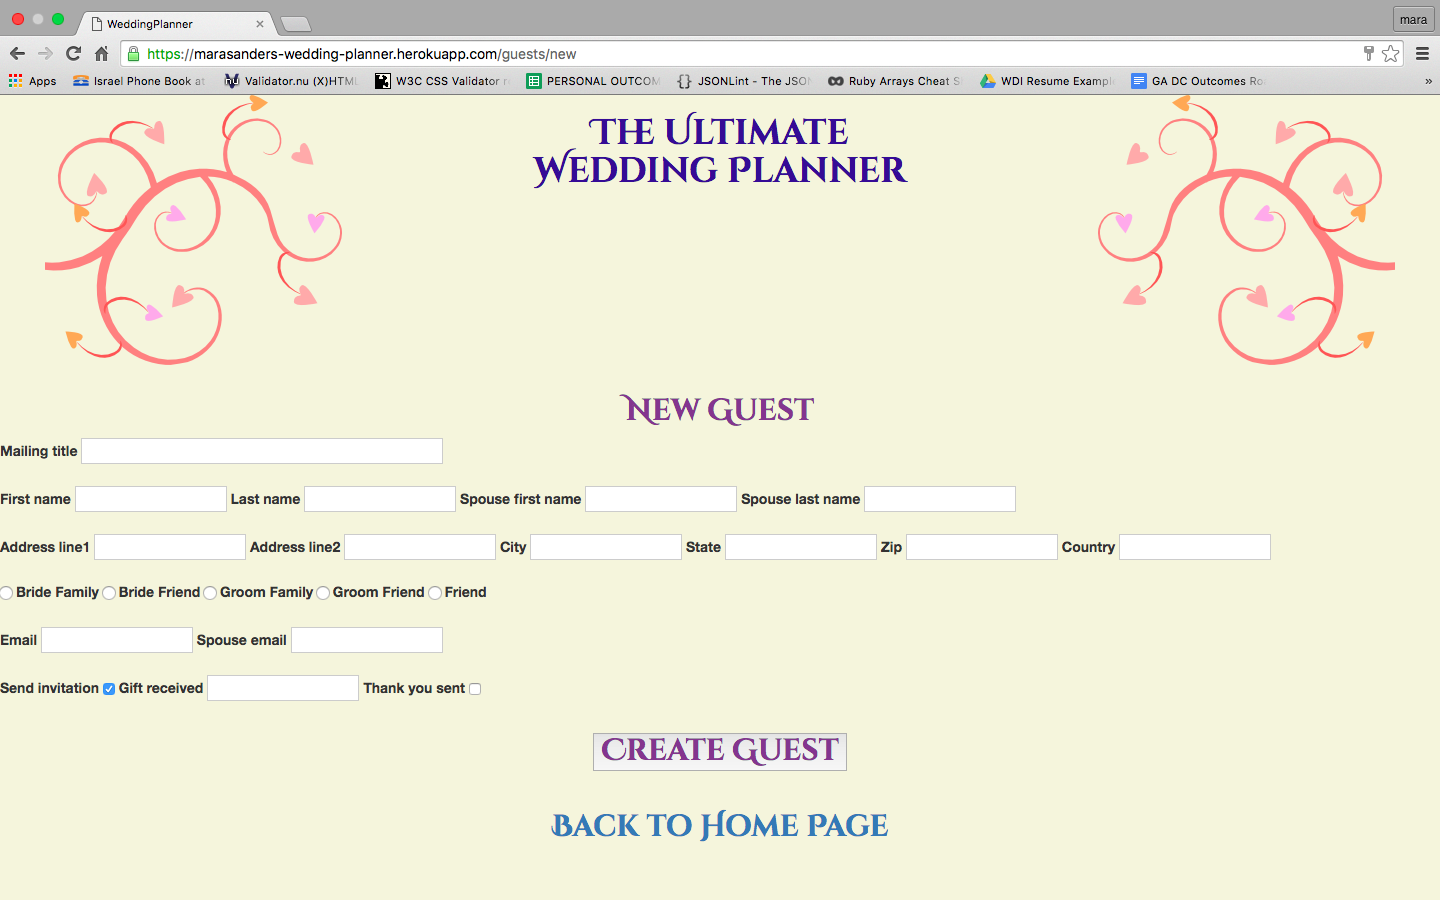 WeddingPlanner
mara
https://marasanders-wedding-planner.herokuapp.com/guests/new
Apps Israel Phone Book at Validator.nu (X)HTML W3C CSS Validator PERSONAL OUTCOM {} JSONLint - The JSON Ruby Arrays Cheat WDI Resume Example GA DC Outcomes »
The Ultimate
Wedding Planner
New Guest
Mailing title
First name Last name Spouse first name Spouse last name
Address line1 Address line2 City State Zip Country
Bride Family Bride Friend Groom Family Groom Friend Friend
Email Spouse email
Send invitation Gift received Thank you sent
Create Guest
Back to Home Page